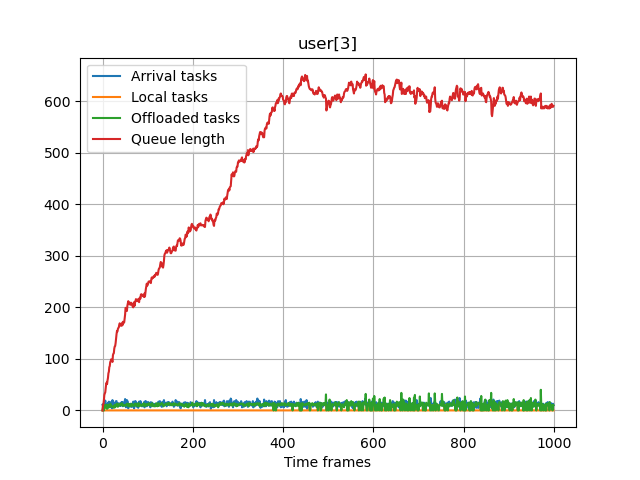 user[3]
Arrival tasks
Local tasks
Offloaded tasks
Queue length
600
500
400
300
200
100
0
0 200 400 600 800 1000
Time frames